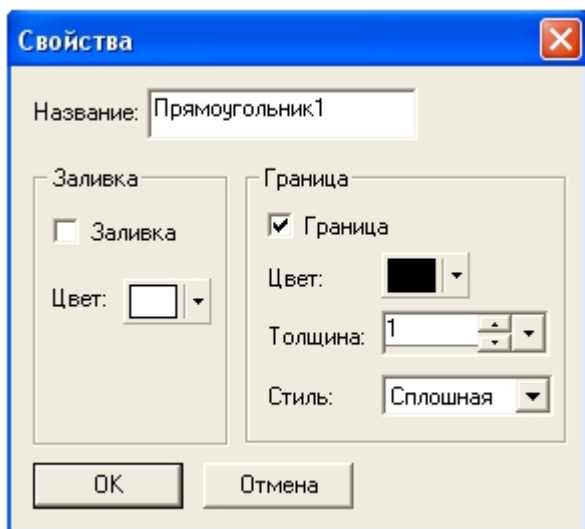 Свойства
Название: Прямоугольник1
Заливка
Заливка
Цвет:
Граница
Граница
Цвет:
Толщина: 1
Стиль: Сплошная
OK Отмена